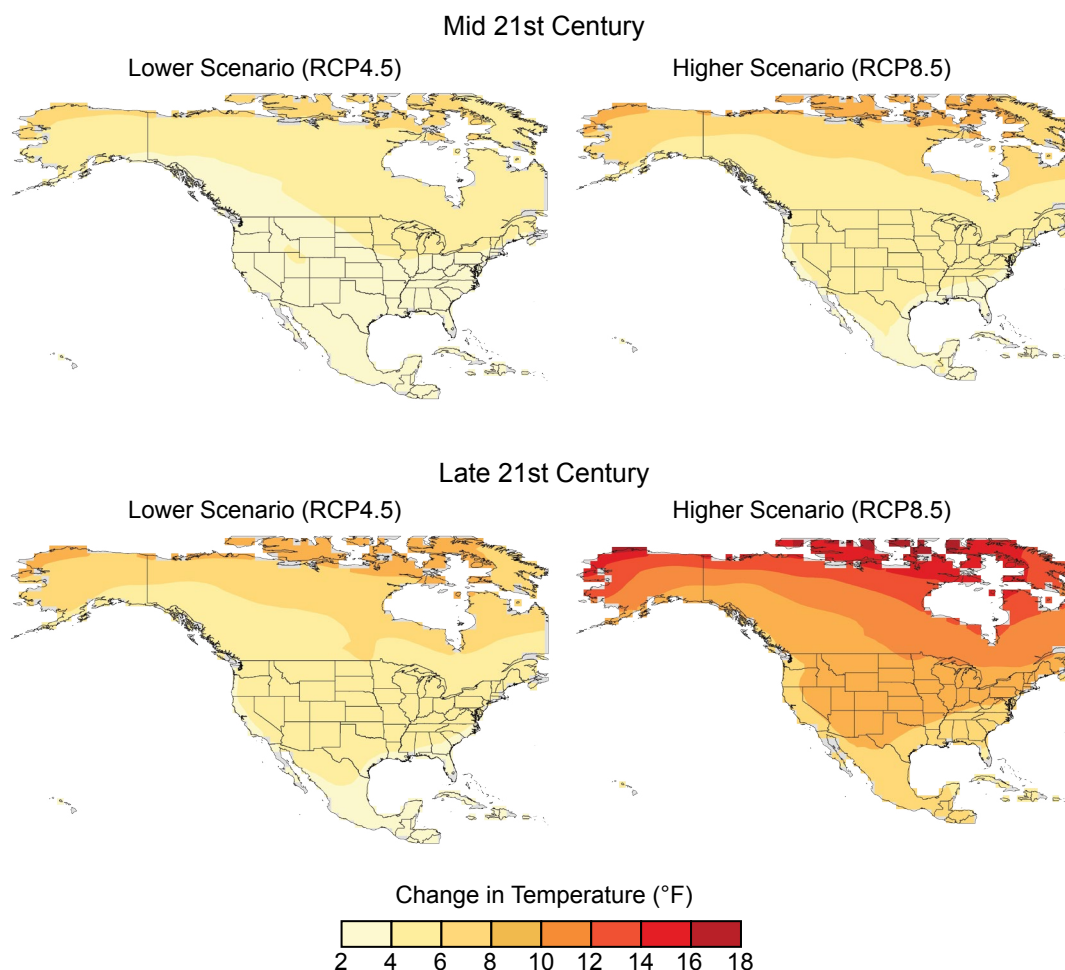 Mid 21st Century
Lower Scenario (RCP4.5)
Higher Scenario (RCP8.5)
Late 21st Century
Lower Scenario (RCP4.5)
Higher Scenario (RCP8.5)
Change in Temperature (°F)
2 4 6 8 10 12 14 16 18